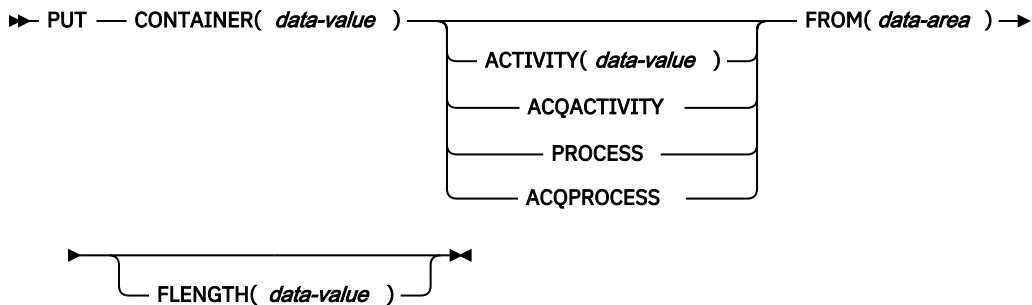 PUT CONTAINER( data-value ) FROM( data-area )
ACTIVITY( data-value )
ACQACTIVITY
PROCESS
ACQPROCESS
FLENGTH( data-value )